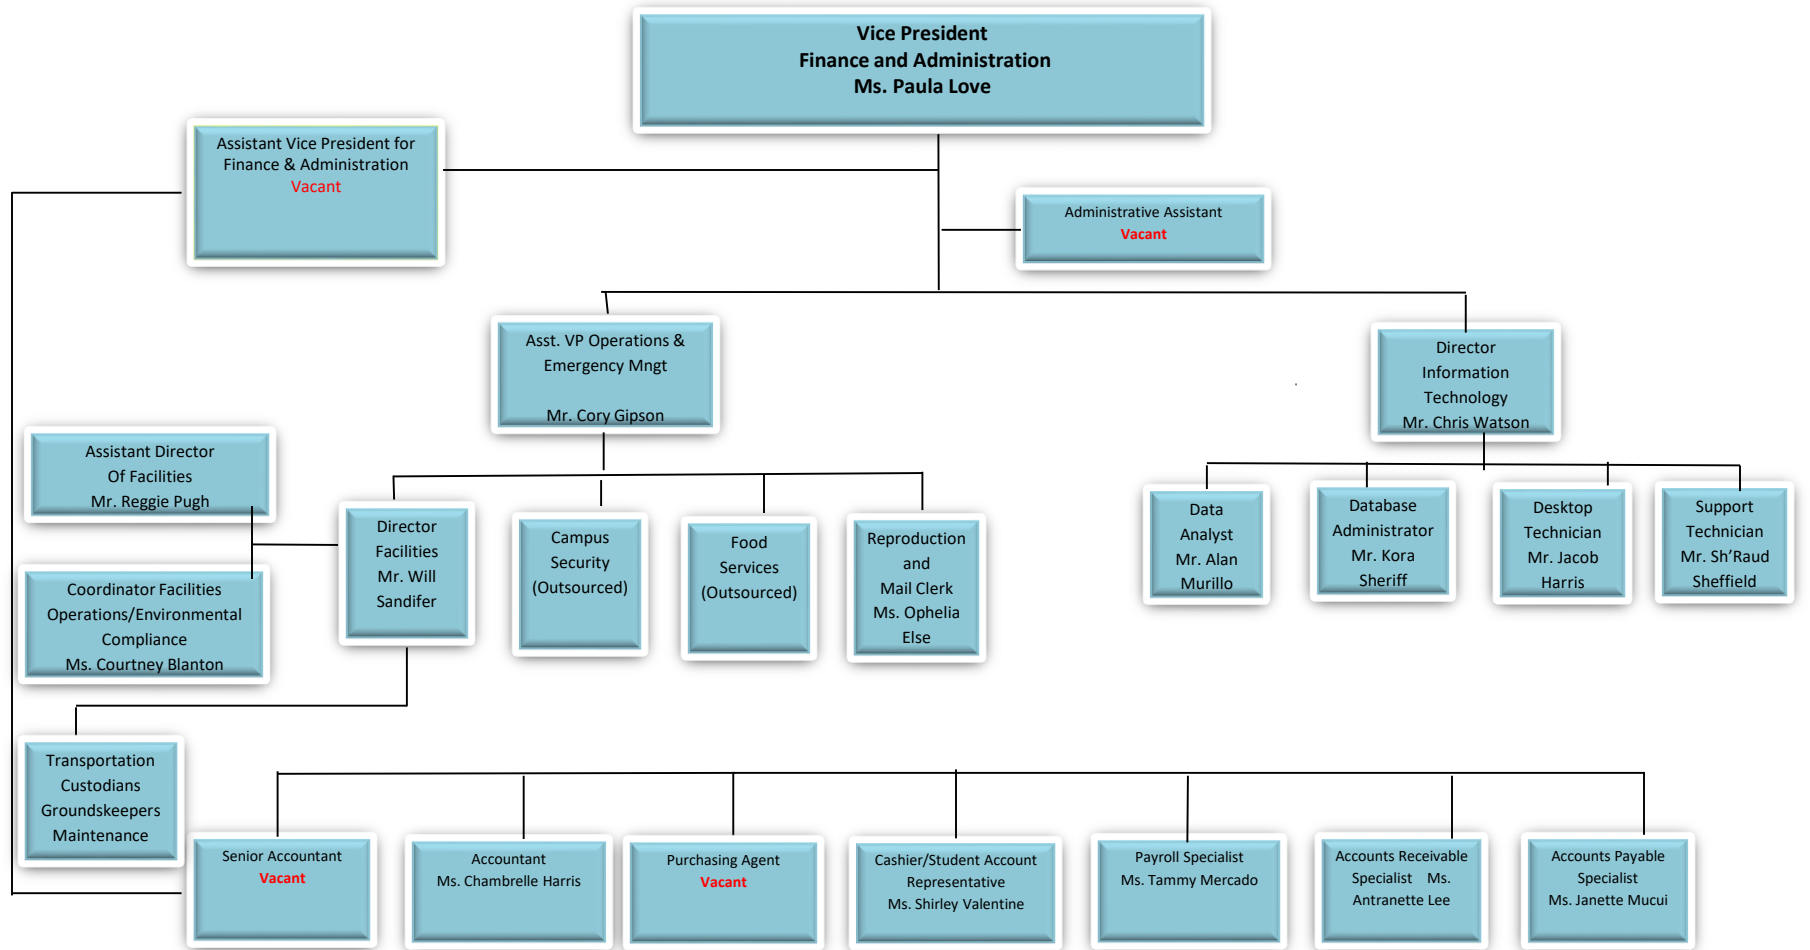 Vice President
Finance and Administration
Ms. Paula Love
Assistant Vice President for
Finance & Administration
Vacant
Administrative Assistant
Vacant
Asst. VP Operations &
Emergency Mngt
Mr. Cory Gipson
Director
Information
Technology
Mr. Chris Watson
Assistant Director
Of Facilities
Mr. Reggie Pugh
Coordinator Facilities
Operations/Environmental
Compliance
Ms. Courtney Blanton
Director
Facilities
Mr. Will
Sandifer
Campus
Security
(Outsourced)
Food
Services
(Outsourced)
Reproduction
and
Mail Clerk
Ms. Ophelia
Else
Data
Analyst
Mr. Alan
Murillo
Database
Administrator
Mr. Kora
Sheriff
Desktop
Technician
Mr. Jacob
Harris
Support
Technician
Mr. Sh’Raud
Sheffield
Transportation
Custodians
Groundskeepers
Maintenance
Senior Accountant
Vacant
Accountant
Ms. Chambrelle Harris
Purchasing Agent
Vacant
Cashier/Student Account
Representative
Ms. Shirley Valentine
Payroll Specialist
Ms. Tammy Mercado
Accounts Receivable
Specialist Ms.
Antranette Lee
Accounts Payable
Specialist
Ms. Janette Mucui